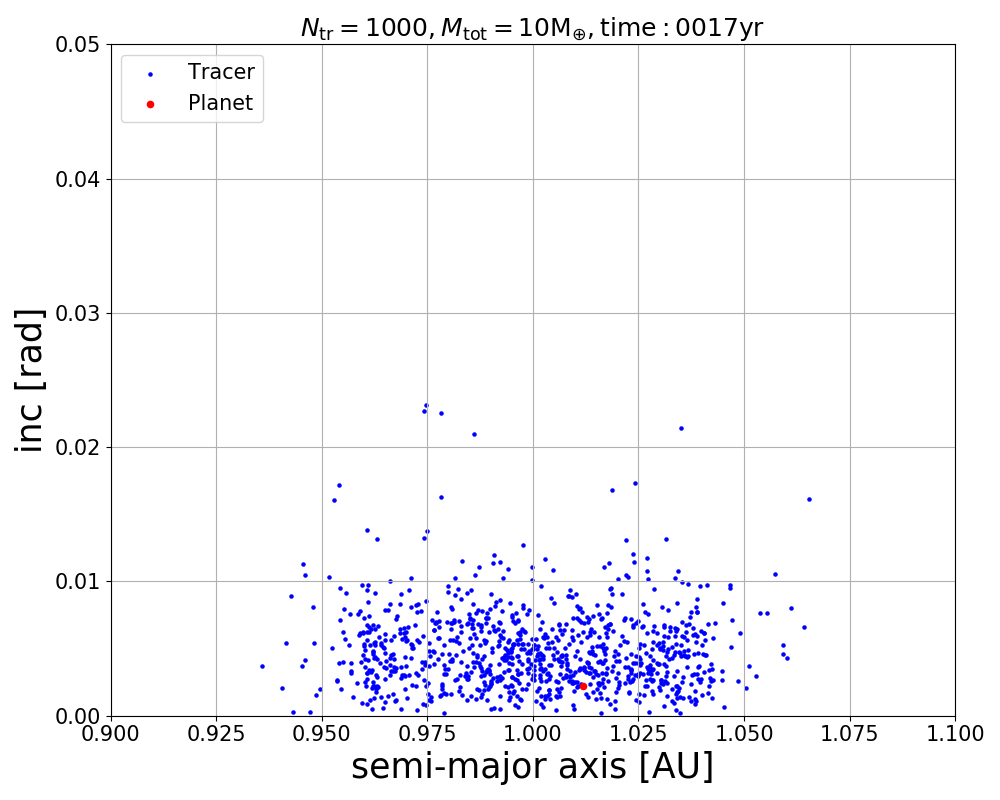 N_tr = 1000, M_tot = 10M_⊕, time : 0017yr
0.05
Tracer
Planet
0.04
0.03
0.02
0.01
0.00
inc [rad]
0.900 0.925 0.950 0.975 1.000 1.025 1.050 1.075 1.100
semi-major axis [AU]